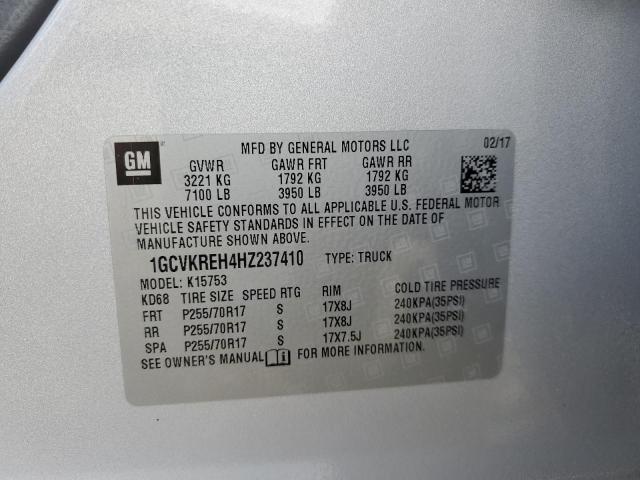 GM
MFD BY GENERAL MOTORS LLC 02/17
GVWR GAWR FRT GAWR RR
3221 KG 1792 KG 1792 KG
7100 LB 3950 LB 3950 LB
THIS VEHICLE CONFORMS TO ALL APPLICABLE U.S. FEDERAL MOTOR
VEHICLE SAFETY STANDARDS IN EFFECT ON THE DATE OF
MANUFACTURE SHOWN ABOVE.
1GCVKREH4HZ237410 TYPE: TRUCK
MODEL: K15753
KD68 TIRE SIZE SPEED RTG RIM COLD TIRE PRESSURE
FRT P255/70R17 S 17X8J 240KPA(35PSI)
RR P255/70R17 S 17X8J 240KPA(35PSI)
SPA P255/70R17 S 17X7.5J 240KPA(35PSI)
SEE OWNER'S MANUAL FOR MORE INFORMATION.